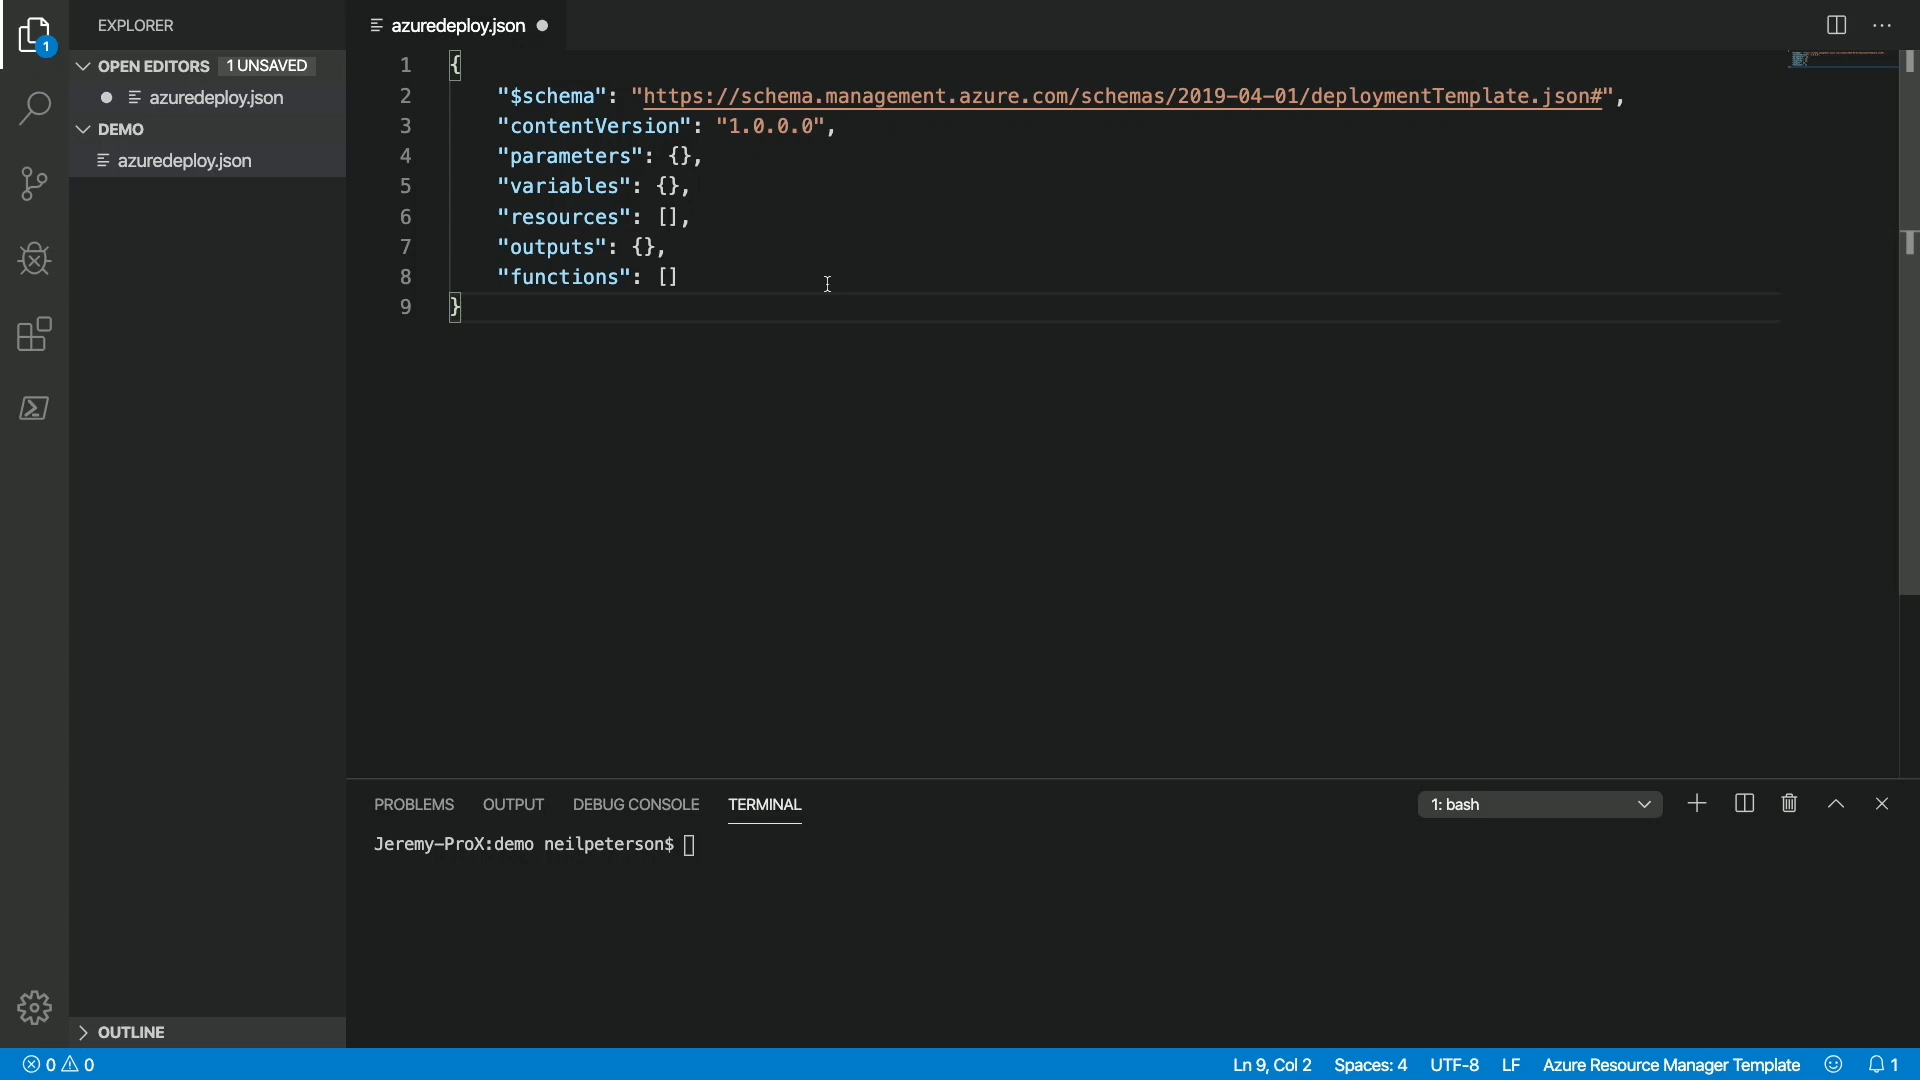 EXPLORER
OPEN EDITORS 1 UNSAVED
azuredeploy.json
DEMO
azuredeploy.json
OUTLINE
azuredeploy.json
1 {
2 "$schema": "https://schema.management.azure.com/schemas/2019-04-01/deploymentTemplate.json#",
3 "contentVersion": "1.0.0.0",
4 "parameters": {},
5 "variables": {},
6 "resources": [],
7 "outputs": {},
8 "functions": []
9 }
PROBLEMS OUTPUT DEBUG CONSOLE TERMINAL 1: bash
Jeremy-ProX:demo neilpeterson$
0 0 Ln 9, Col 2 Spaces: 4 UTF-8 LF Azure Resource Manager Template 1
1